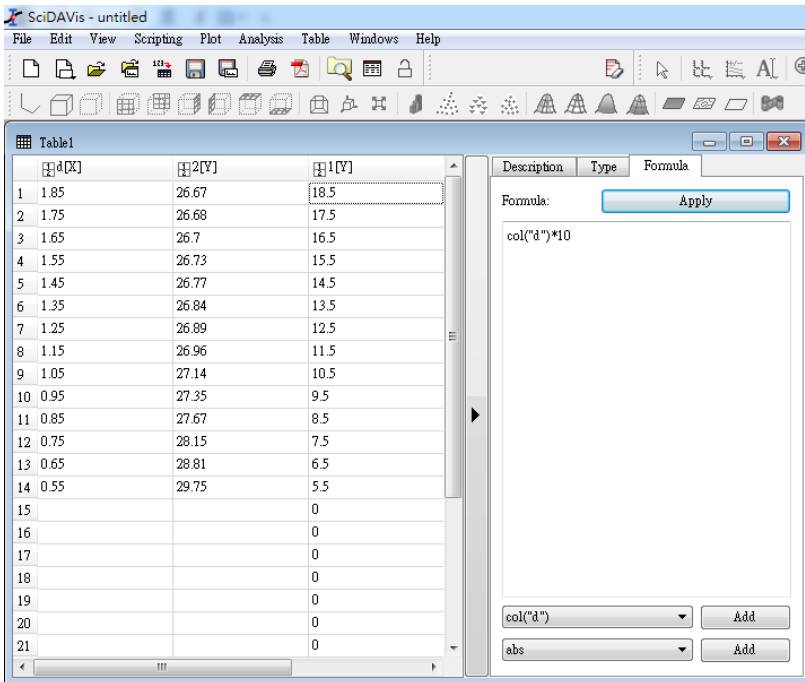 SciDAVis - untitled
File Edit View Scripting Plot Analysis Table Windows Help
Table1
d[X] 2[Y] 1[Y]
1 1.85 26.67 18.5
2 1.75 26.68 17.5
3 1.65 26.7 16.5
4 1.55 26.73 15.5
5 1.45 26.77 14.5
6 1.35 26.84 13.5
7 1.25 26.89 12.5
8 1.15 26.96 11.5
9 1.05 27.14 10.5
10 0.95 27.35 9.5
11 0.85 27.67 8.5
12 0.75 28.15 7.5
13 0.65 28.81 6.5
14 0.55 29.75 5.5
15 0
16 0
17 0
18 0
19 0
20 0
21 0
Description Type Formula
Formula: Apply
col("d")*10
col("d") Add
abs Add